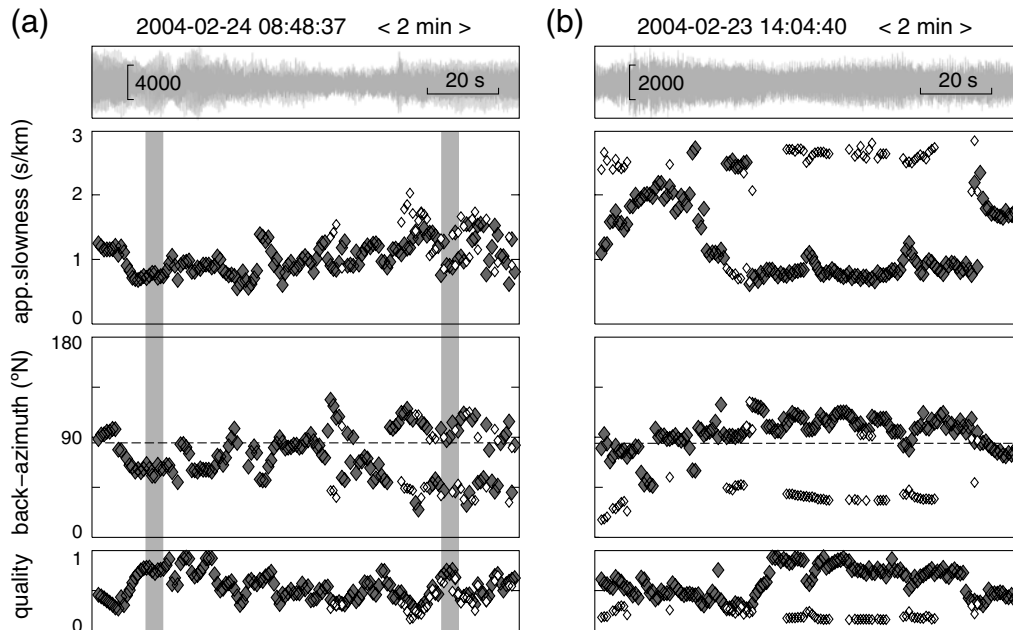 (a)
2004-02-24 08:48:37 < 2 min >
(b)
2004-02-23 14:04:40 < 2 min >
4000
20 s
2000
20 s
app.slowness (s/km)
3
2
1
0
back-azimuth (ºN)
180
90
0
quality
1
0